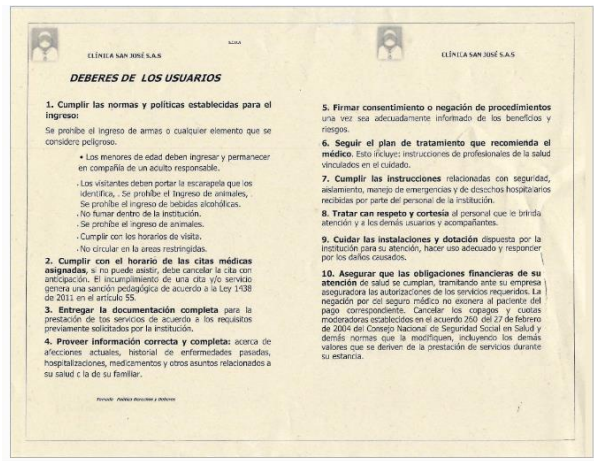 CLÍNICA SAN JOSÉ S.A.S
DEBERES DE LOS USUARIOS
1. Cumplir las normas y políticas establecidas para el
ingreso:
Se prohíbe el ingreso de armas o cualquier elemento que se
considere peligroso.
• Los menores de edad deben ingresar y permanecer
en compañía de un adulto responsable.
. Los visitantes deben portar la escarapela que los
identifica, . Se prohíbe el Ingreso de animales,
Se prohíbe el ingreso de bebidas alcohólicas.
. No fumar dentro de la institución.
. Se prohíbe el ingreso de animales.
. Cumplir con los horarios de visita.
. No circular en la areas restringidas.
2. Cumplir con el horario de las citas médicas
asignadas, si no puede asistir, debe cancelar la cita con
anticipación. El incumplimiento de una cita y/o servicio
genera una sanción pedagógica de acuerdo a la Ley 1438
de 2011 en el artículo 55.
3. Entregar la documentación completa para la
prestación de tos servicios de acuerdo a los requisitos
previamente solicitados por la institución.
4. Proveer información correcta y completa: acerca de
afecciones actuales, historial de enfermedades pasadas,
hospitalizaciones, medicamentos y otros asuntos relacionados a
su salud c la de su familiar.
CLÍNICA SAN JOSÉ S.A.S
5. Firmar consentimiento o negación de procedimientos
una vez sea adecuadamente informado de los beneficios y
riesgos.
6. Seguir el plan de tratamiento que recomienda el
médico. Esto incluye: instrucciones de profesionales de la salud
vinculados en el cuidado.
7. Cumplir las instrucciones relacionadas con seguridad,
aislamiento, manejo de emergencias y de desechos hospitalarios
recibidas por parte del personal de la institución.
8. Tratar can respeto y cortesía al personal que le brinda
atención y a los demás usuarios y acompañantes.
9. Cuidar las instalaciones y dotación dispuesta por la
institución para su atención, hacer uso adecuado y responder
por los daños causados.
10. Asegurar que las obligaciones financieras de su
atención de salud se cumplan, tramitando ante su empresa
aseguradora las autorizaciones de los servicios requeridos. La
negación por del seguro médico no exonera al paciente del
pago correspondiente. Cancelar los copagos y cuotas
moderadoras establecidos en el acuerdo 260 del 27 de febrero
de 2004 del Consejo Nacional de Seguridad Social en Salud y
demás normas que la modifiquen, incluyendo los demás
valores que se deriven de la prestación de servicios durante
su estancia.